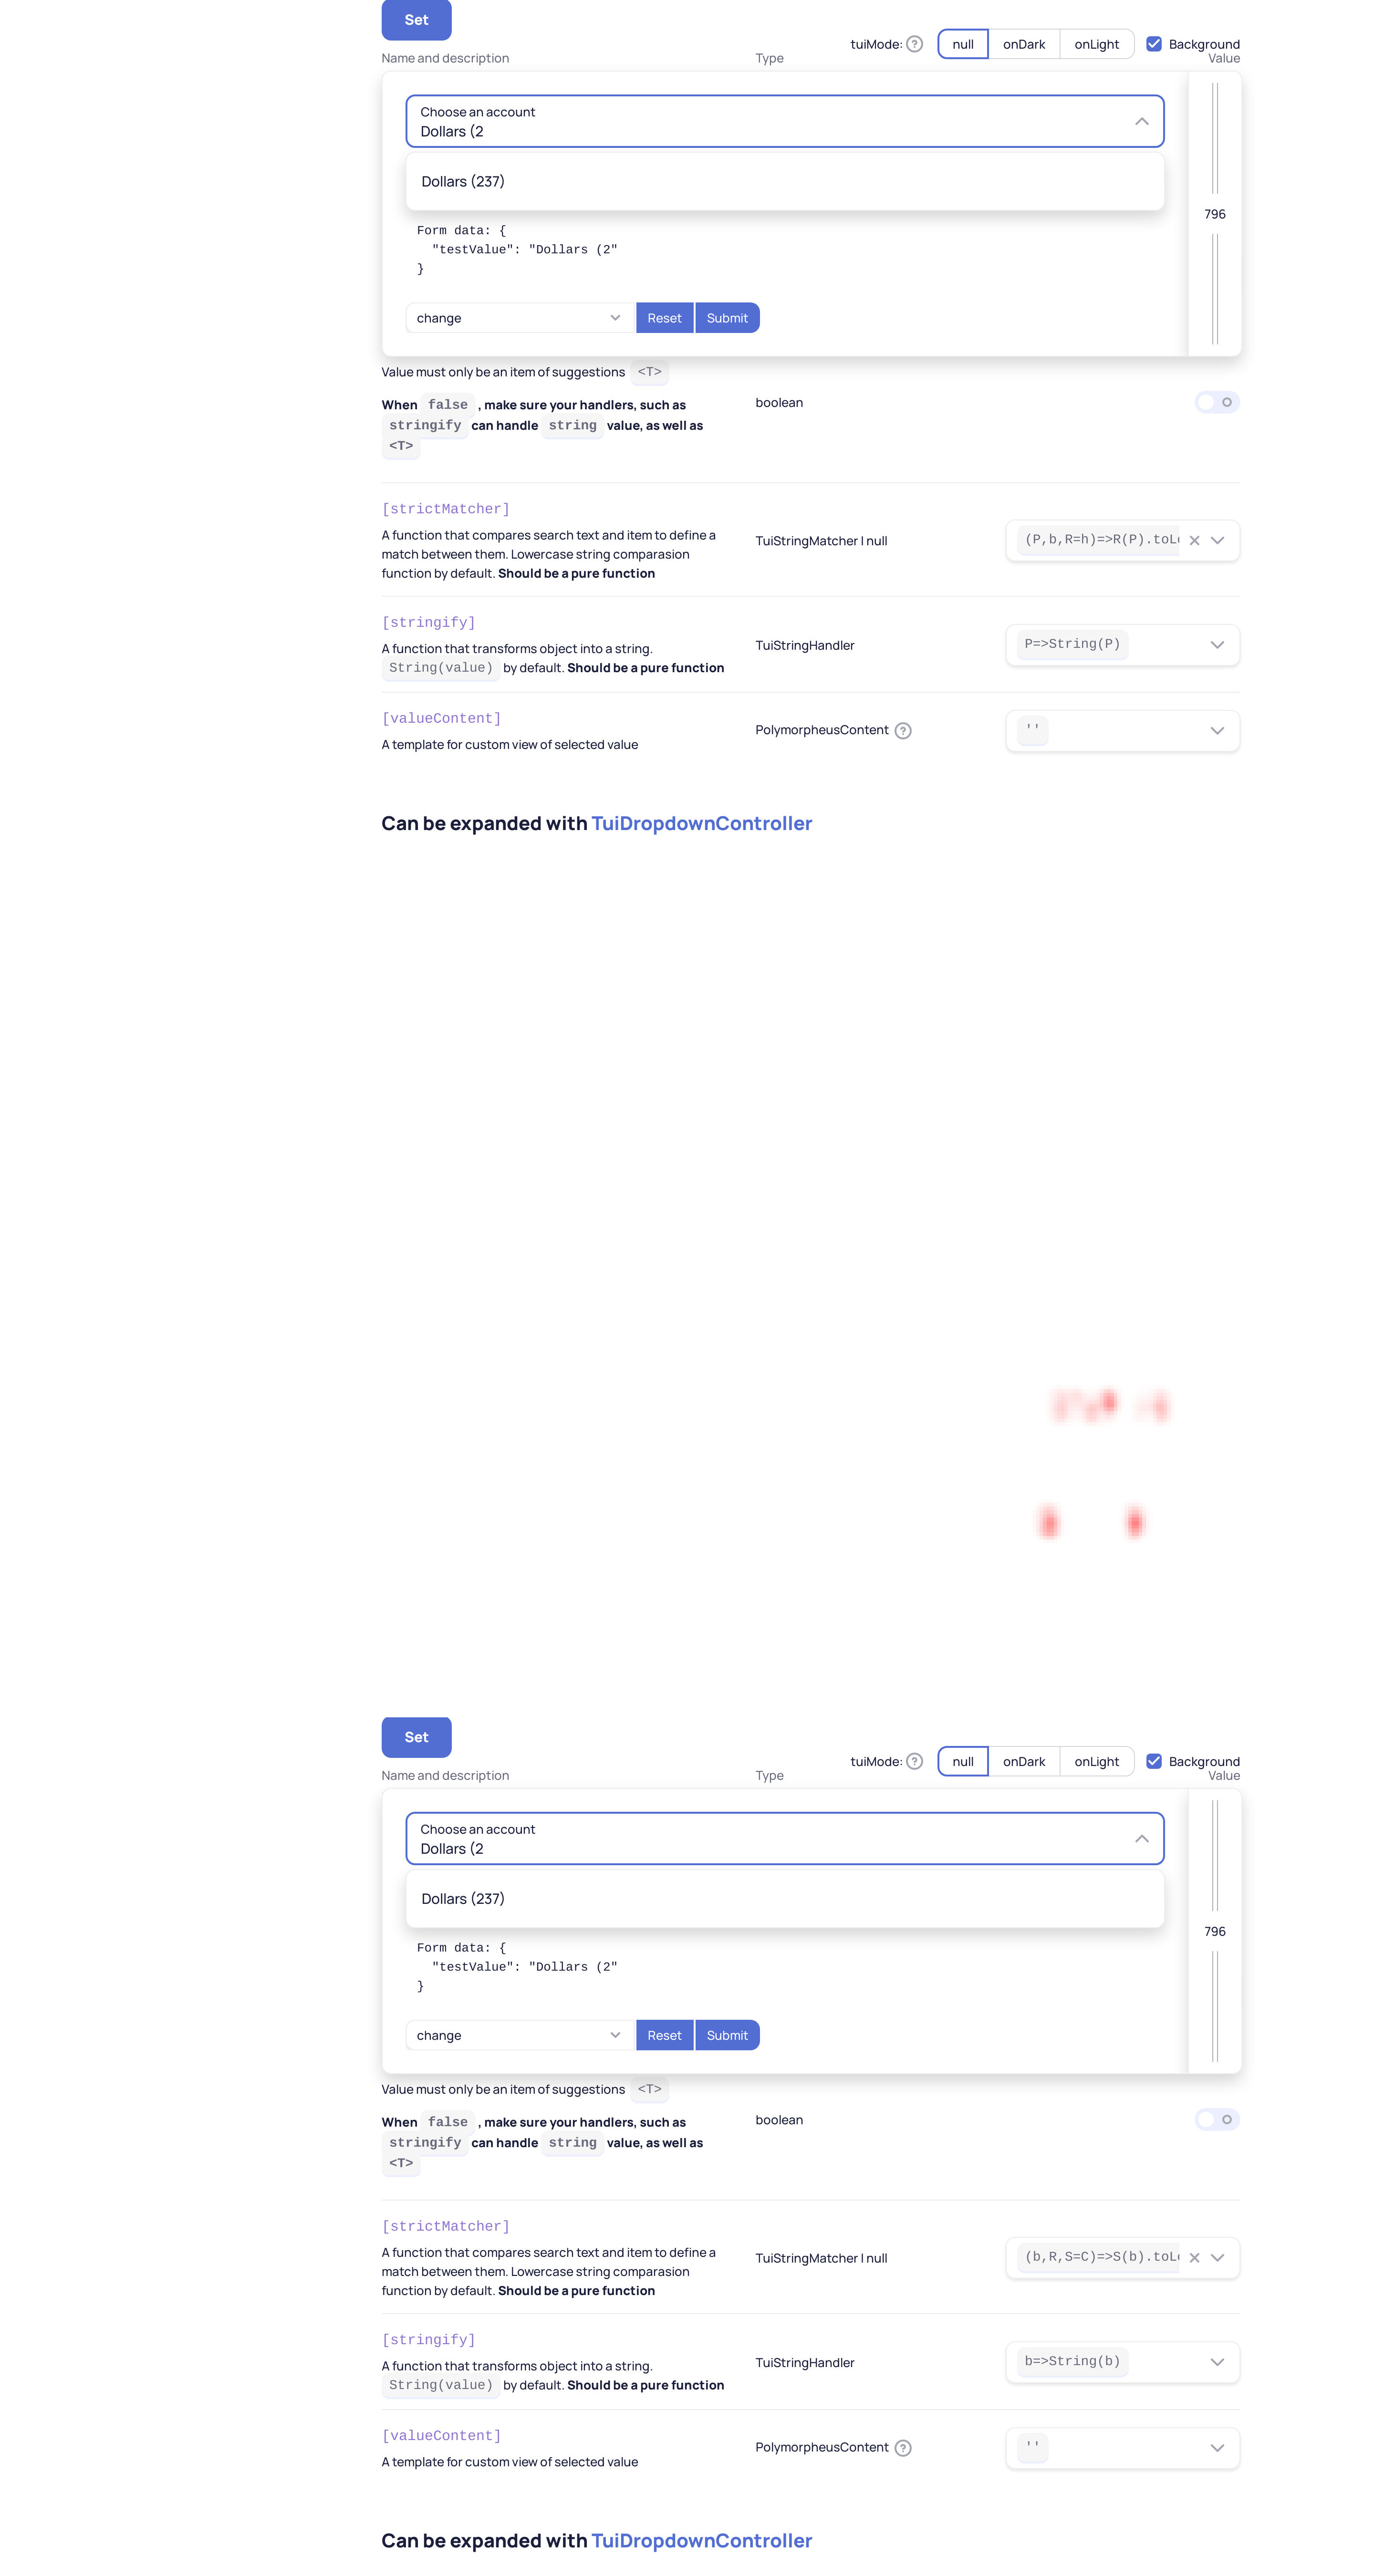 Set
tuiMode: ? null onDark onLight Background
Name and description Type Value
Choose an account
Dollars (2
Dollars (237)
796
Form data: {
"testValue": "Dollars (2"
}
change Reset Submit
Value must only be an item of suggestions <T>
When false , make sure your handlers, such as
boolean
stringify can handle string value, as well as
<T>
[strictMatcher]
A function that compares search text and item to define a
match between them. Lowercase string comparasion
function by default. Should be a pure function
TuiStringMatcher | null
(P,b,R=h)=>R(P).toL
[stringify]
A function that transforms object into a string.
String(value) by default. Should be a pure function
TuiStringHandler
P=>String(P)
[valueContent]
A template for custom view of selected value
PolymorpheusContent ?
''
Can be expanded with TuiDropdownController
Set
tuiMode: ? null onDark onLight Background
Name and description Type Value
Choose an account
Dollars (2
Dollars (237)
796
Form data: {
"testValue": "Dollars (2"
}
change Reset Submit
Value must only be an item of suggestions <T>
When false , make sure your handlers, such as
boolean
stringify can handle string value, as well as
<T>
[strictMatcher]
A function that compares search text and item to define a
match between them. Lowercase string comparasion
function by default. Should be a pure function
TuiStringMatcher | null
(b,R,S=C)=>S(b).toL
[stringify]
A function that transforms object into a string.
String(value) by default. Should be a pure function
TuiStringHandler
b=>String(b)
[valueContent]
A template for custom view of selected value
PolymorpheusContent ?
''
Can be expanded with TuiDropdownController